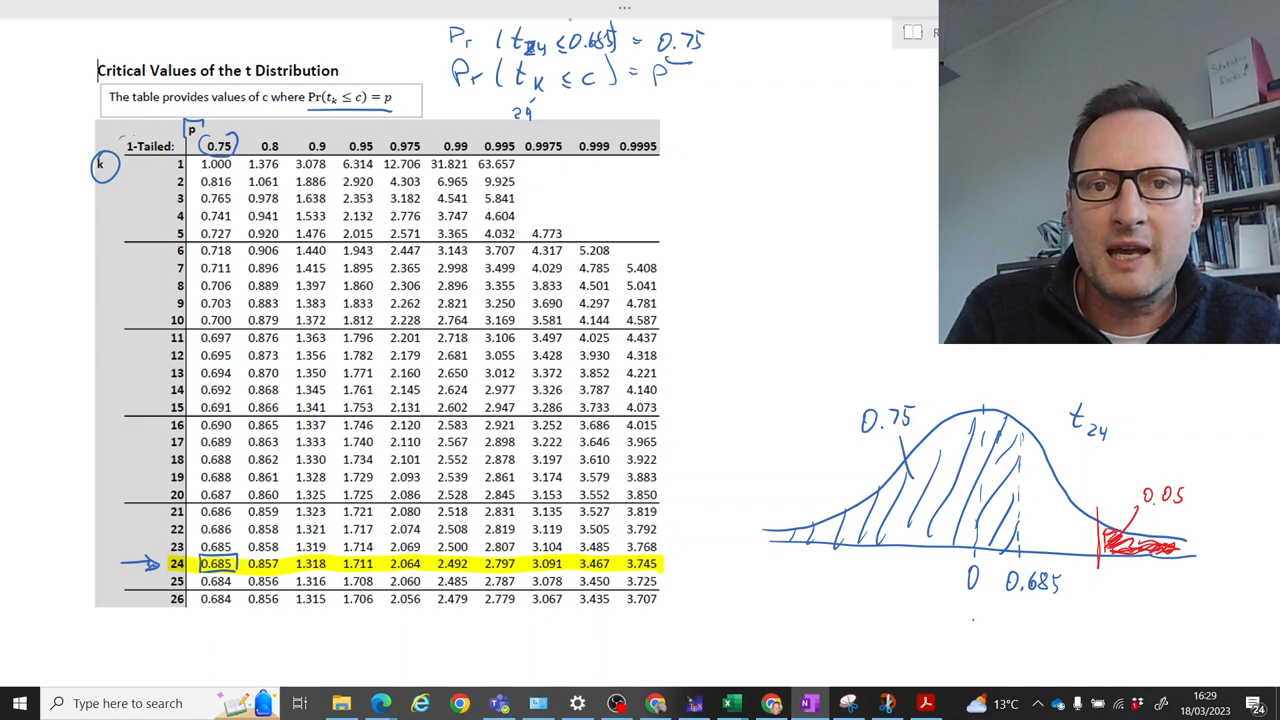 Pr (t24 ≤ 0.685) = 0.75
Pr (tK ≤ c) = p
24
Critical Values of the t Distribution
The table provides values of c where Pr(tk ≤ c) = p
p
1-Tailed: 0.75 0.8 0.9 0.95 0.975 0.99 0.995 0.9975 0.999 0.9995
k 1 1.000 1.376 3.078 6.314 12.706 31.821 63.657
2 0.816 1.061 1.886 2.920 4.303 6.965 9.925
3 0.765 0.978 1.638 2.353 3.182 4.541 5.841
4 0.741 0.941 1.533 2.132 2.776 3.747 4.604
5 0.727 0.920 1.476 2.015 2.571 3.365 4.032 4.773
6 0.718 0.906 1.440 1.943 2.447 3.143 3.707 4.317 5.208
7 0.711 0.896 1.415 1.895 2.365 2.998 3.499 4.029 4.785 5.408
8 0.706 0.889 1.397 1.860 2.306 2.896 3.355 3.833 4.501 5.041
9 0.703 0.883 1.383 1.833 2.262 2.821 3.250 3.690 4.297 4.781
10 0.700 0.879 1.372 1.812 2.228 2.764 3.169 3.581 4.144 4.587
11 0.697 0.876 1.363 1.796 2.201 2.718 3.106 3.497 4.025 4.437
12 0.695 0.873 1.356 1.782 2.179 2.681 3.055 3.428 3.930 4.318
13 0.694 0.870 1.350 1.771 2.160 2.650 3.012 3.372 3.852 4.221
14 0.692 0.868 1.345 1.761 2.145 2.624 2.977 3.326 3.787 4.140
15 0.691 0.866 1.341 1.753 2.131 2.602 2.947 3.286 3.733 4.073
16 0.690 0.865 1.337 1.746 2.120 2.583 2.921 3.252 3.686 4.015
17 0.689 0.863 1.333 1.740 2.110 2.567 2.898 3.222 3.646 3.965
18 0.688 0.862 1.330 1.734 2.101 2.552 2.878 3.197 3.610 3.922
19 0.688 0.861 1.328 1.729 2.093 2.539 2.861 3.174 3.579 3.883
20 0.687 0.860 1.325 1.725 2.086 2.528 2.845 3.153 3.552 3.850
21 0.686 0.859 1.323 1.721 2.080 2.518 2.831 3.135 3.527 3.819
22 0.686 0.858 1.321 1.717 2.074 2.508 2.819 3.119 3.505 3.792
23 0.685 0.858 1.319 1.714 2.069 2.500 2.807 3.104 3.485 3.768
24 0.685 0.857 1.318 1.711 2.064 2.492 2.797 3.091 3.467 3.745
25 0.684 0.856 1.316 1.708 2.060 2.485 2.787 3.078 3.450 3.725
26 0.684 0.856 1.315 1.706 2.056 2.479 2.779 3.067 3.435 3.707
0.75
t24
0.05
0 0.685
Type here to search
13°C
16:29
18/03/2023
24